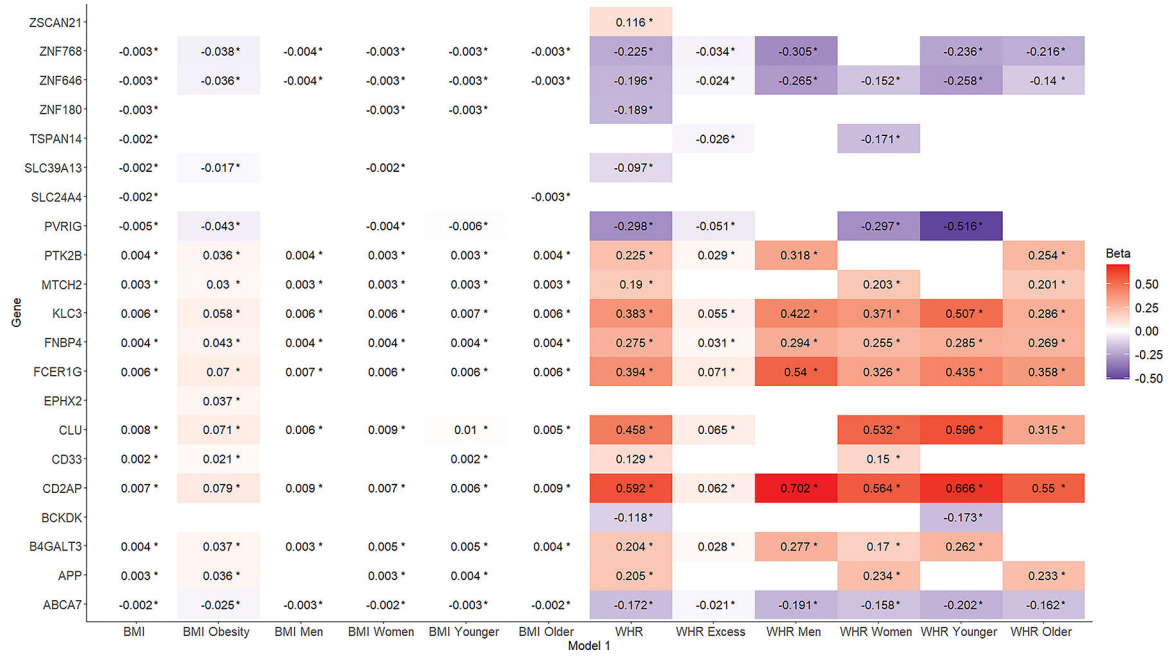 ZSCAN21 0.116 *
ZNF768 -0.003 * -0.038 * -0.004 * -0.003 * -0.003 * -0.003 * -0.225 * -0.034 * -0.305 * -0.236 * -0.216 *
ZNF646 -0.003 * -0.036 * -0.004 * -0.003 * -0.003 * -0.003 * -0.196 * -0.024 * -0.265 * -0.152 * -0.258 * -0.14 *
ZNF180 -0.003 * -0.003 * -0.003 * -0.189 *
TSPAN14 -0.002 * -0.026 * -0.171 *
SLC39A13 -0.002 * -0.017 * -0.002 * -0.097 *
SLC24A4 -0.002 * -0.003 *
PVRIG -0.005 * -0.043 * -0.004 * -0.006 * -0.298 * -0.051 * -0.297 * -0.516 *
PTK2B 0.004 * 0.036 * 0.004 * 0.003 * 0.003 * 0.004 * 0.225 * 0.029 * 0.318 * 0.254 *
MTCH2 0.003 * 0.03 * 0.003 * 0.003 * 0.003 * 0.003 * 0.19 * 0.203 * 0.201 *
KLC3 0.006 * 0.058 * 0.006 * 0.006 * 0.007 * 0.006 * 0.383 * 0.055 * 0.422 * 0.371 * 0.507 * 0.286 *
FNBP4 0.004 * 0.043 * 0.004 * 0.004 * 0.004 * 0.004 * 0.275 * 0.031 * 0.294 * 0.255 * 0.285 * 0.269 *
FCER1G 0.006 * 0.07 * 0.007 * 0.006 * 0.006 * 0.006 * 0.394 * 0.071 * 0.54 * 0.326 * 0.435 * 0.358 *
EPHX2 0.037 *
CLU 0.008 * 0.071 * 0.006 * 0.009 * 0.01 * 0.005 * 0.458 * 0.065 * 0.532 * 0.596 * 0.315 *
CD33 0.002 * 0.021 * 0.002 * 0.129 * 0.15 *
CD2AP 0.007 * 0.079 * 0.009 * 0.007 * 0.006 * 0.009 * 0.592 * 0.062 * 0.702 * 0.564 * 0.666 * 0.55 *
BCKDK -0.118 * -0.173 *
B4GALT3 0.004 * 0.037 * 0.003 * 0.005 * 0.005 * 0.004 * 0.204 * 0.028 * 0.277 * 0.17 * 0.262 *
APP 0.003 * 0.036 * 0.003 * 0.004 * 0.205 * 0.234 * 0.233 *
ABCA7 -0.002 * -0.025 * -0.003 * -0.002 * -0.003 * -0.002 * -0.172 * -0.021 * -0.191 * -0.158 * -0.202 * -0.162 *
BMI BMI Obesity BMI Men BMI Women BMI Younger BMI Older WHR WHR Excess WHR Men WHR Women WHR Younger WHR Older
Model 1
Gene
Beta
0.50
0.25
0.00
-0.25
-0.50